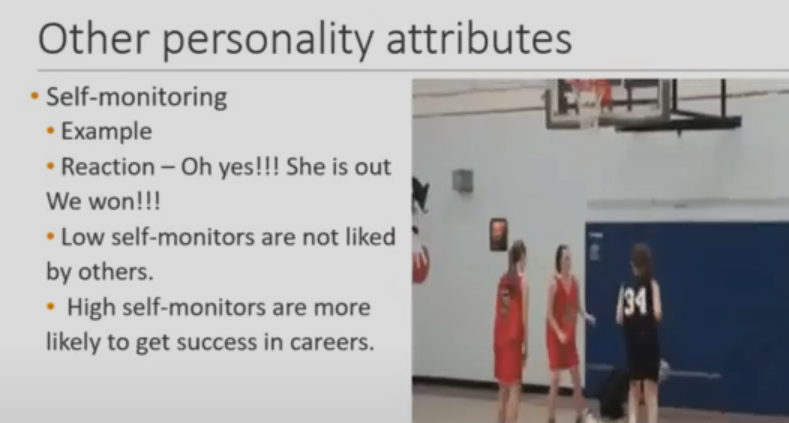 Other personality attributes
• Self-monitoring
• Example
• Reaction – Oh yes!!! She is out
We won!!!
• Low self-monitors are not liked
by others.
• High self-monitors are more
likely to get success in careers.
34